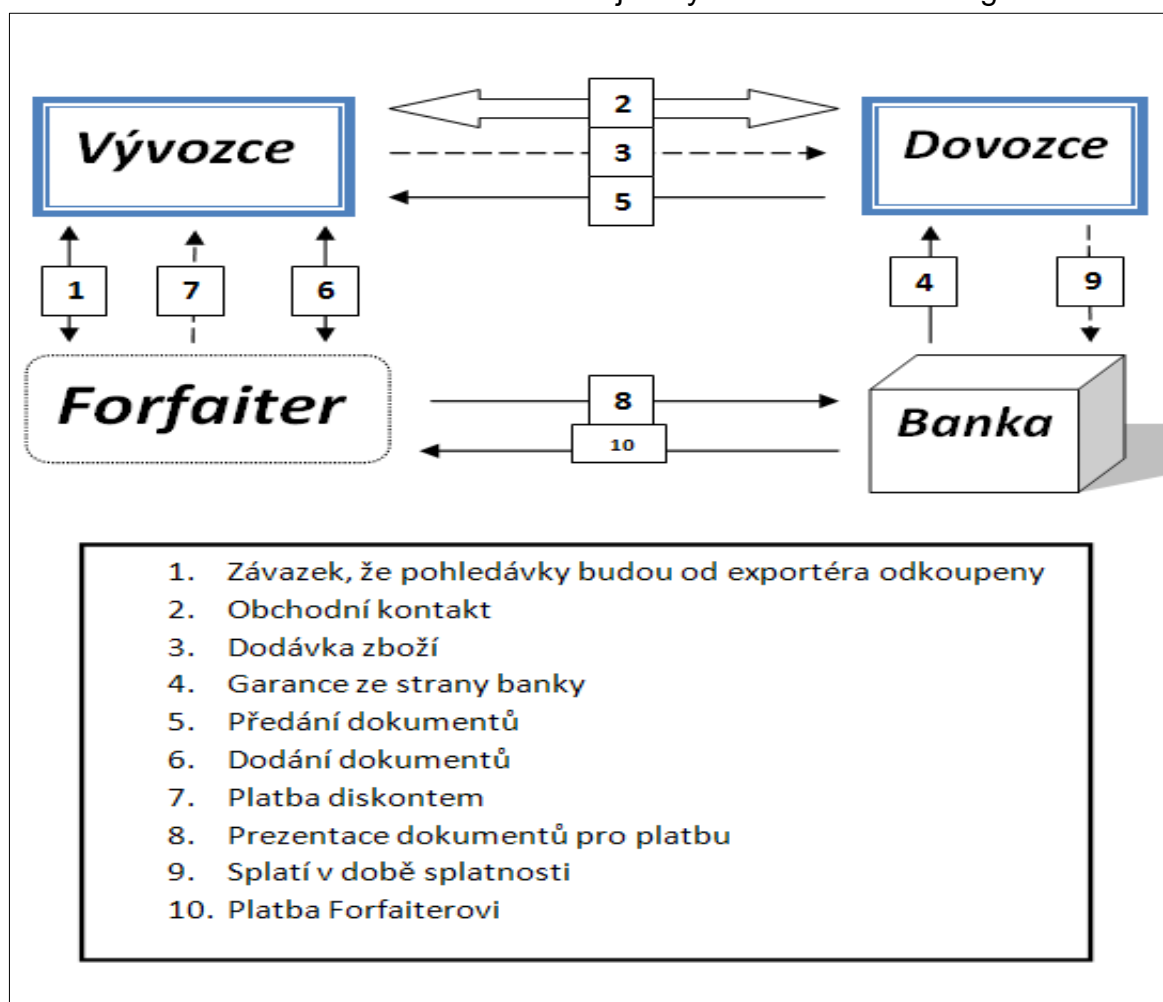 Vývozce
2
Dovozce
3
5
1
7
6
4
9
Forfaiter
8
Banka
10
1. Závazek, že pohledávky budou od exportéra odkoupeny
2. Obchodní kontakt
3. Dodávka zboží
4. Garance ze strany banky
5. Předání dokumentů
6. Dodání dokumentů
7. Platba diskontem
8. Prezentace dokumentů pro platbu
9. Splatí v době splatnosti
10. Platba Forfaiterovi